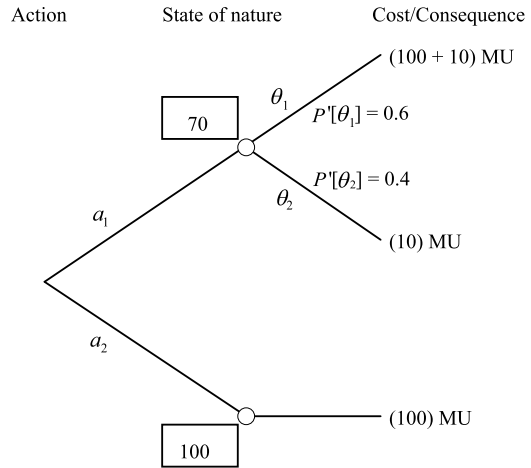 Action State of nature Cost/Consequence
(100 + 10) MU
θ₁
70
P'[θ₁] = 0.6
P'[θ₂] = 0.4
θ₂
a₁
(10) MU
a₂
(100) MU
100